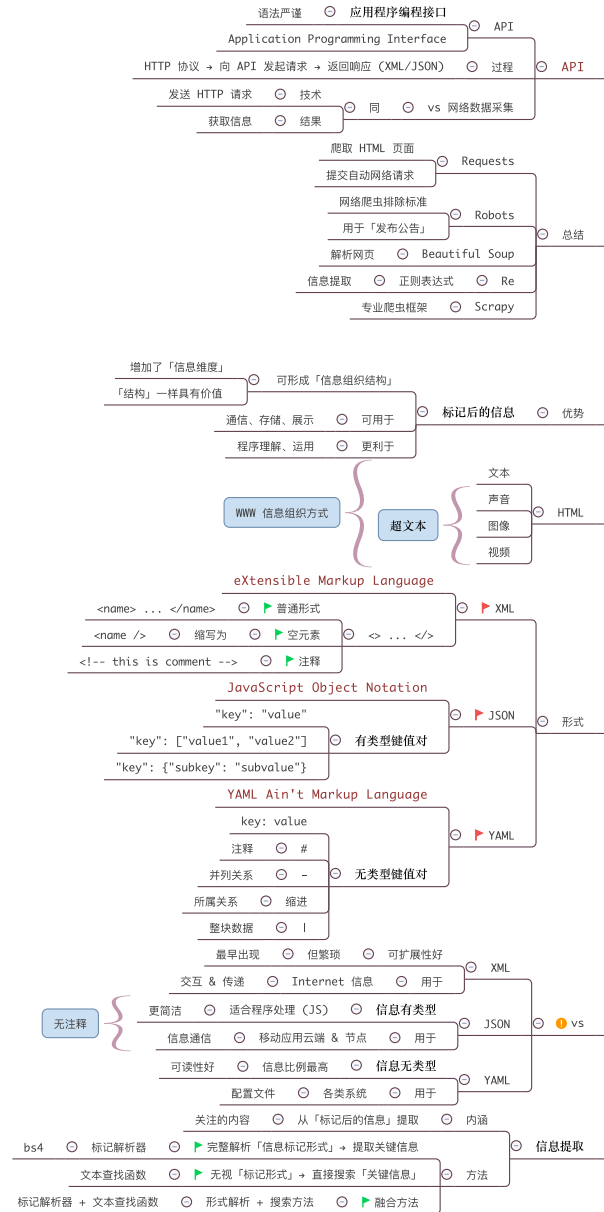 语法严谨 应用程序编程接口
API
Application Programming Interface
HTTP 协议 → 向 API 发起请求 → 返回响应 (XML/JSON) 过程 API
发送 HTTP 请求 技术
同 vs 网络数据采集
获取信息 结果
爬取 HTML 页面
Requests
提交自动网络请求
网络爬虫排除标准
Robots
用于「发布公告」
总结
解析网页 Beautiful Soup
信息提取 正则表达式 Re
专业爬虫框架 Scrapy
增加了「信息维度」
可形成「信息组织结构」
「结构」一样具有价值
标记后的信息 优势
通信、存储、展示 可用于
程序理解、运用 更利于
文本
声音
WWW 信息组织方式 超文本 HTML
图像
视频
eXtensible Markup Language
<name> ... </name> 普通形式 XML
<name /> 缩写为 空元素 <> ... </>
<!-- this is comment --> 注释
JavaScript Object Notation
"key": "value" JSON 形式
"key": ["value1", "value2"] 有类型键值对
"key": {"subkey": "subvalue"}
YAML Ain't Markup Language
key: value YAML
注释 #
并列关系 - 无类型键值对
所属关系 缩进
整块数据 |
最早出现 但繁琐 可扩展性好
XML
交互 & 传递 Internet 信息 用于
更简洁 适合程序处理 (JS) 信息有类型
无注释 JSON vs
信息通信 移动应用云端 & 节点 用于
可读性好 信息比例最高 信息无类型
YAML
配置文件 各类系统 用于
关注的内容 从「标记后的信息」提取 内涵
bs4 标记解析器 完整解析「信息标记形式」→ 提取关键信息 信息提取
文本查找函数 无视「标记形式」→ 直接搜索「关键信息」 方法
标记解析器 + 文本查找函数 形式解析 + 搜索方法 融合方法